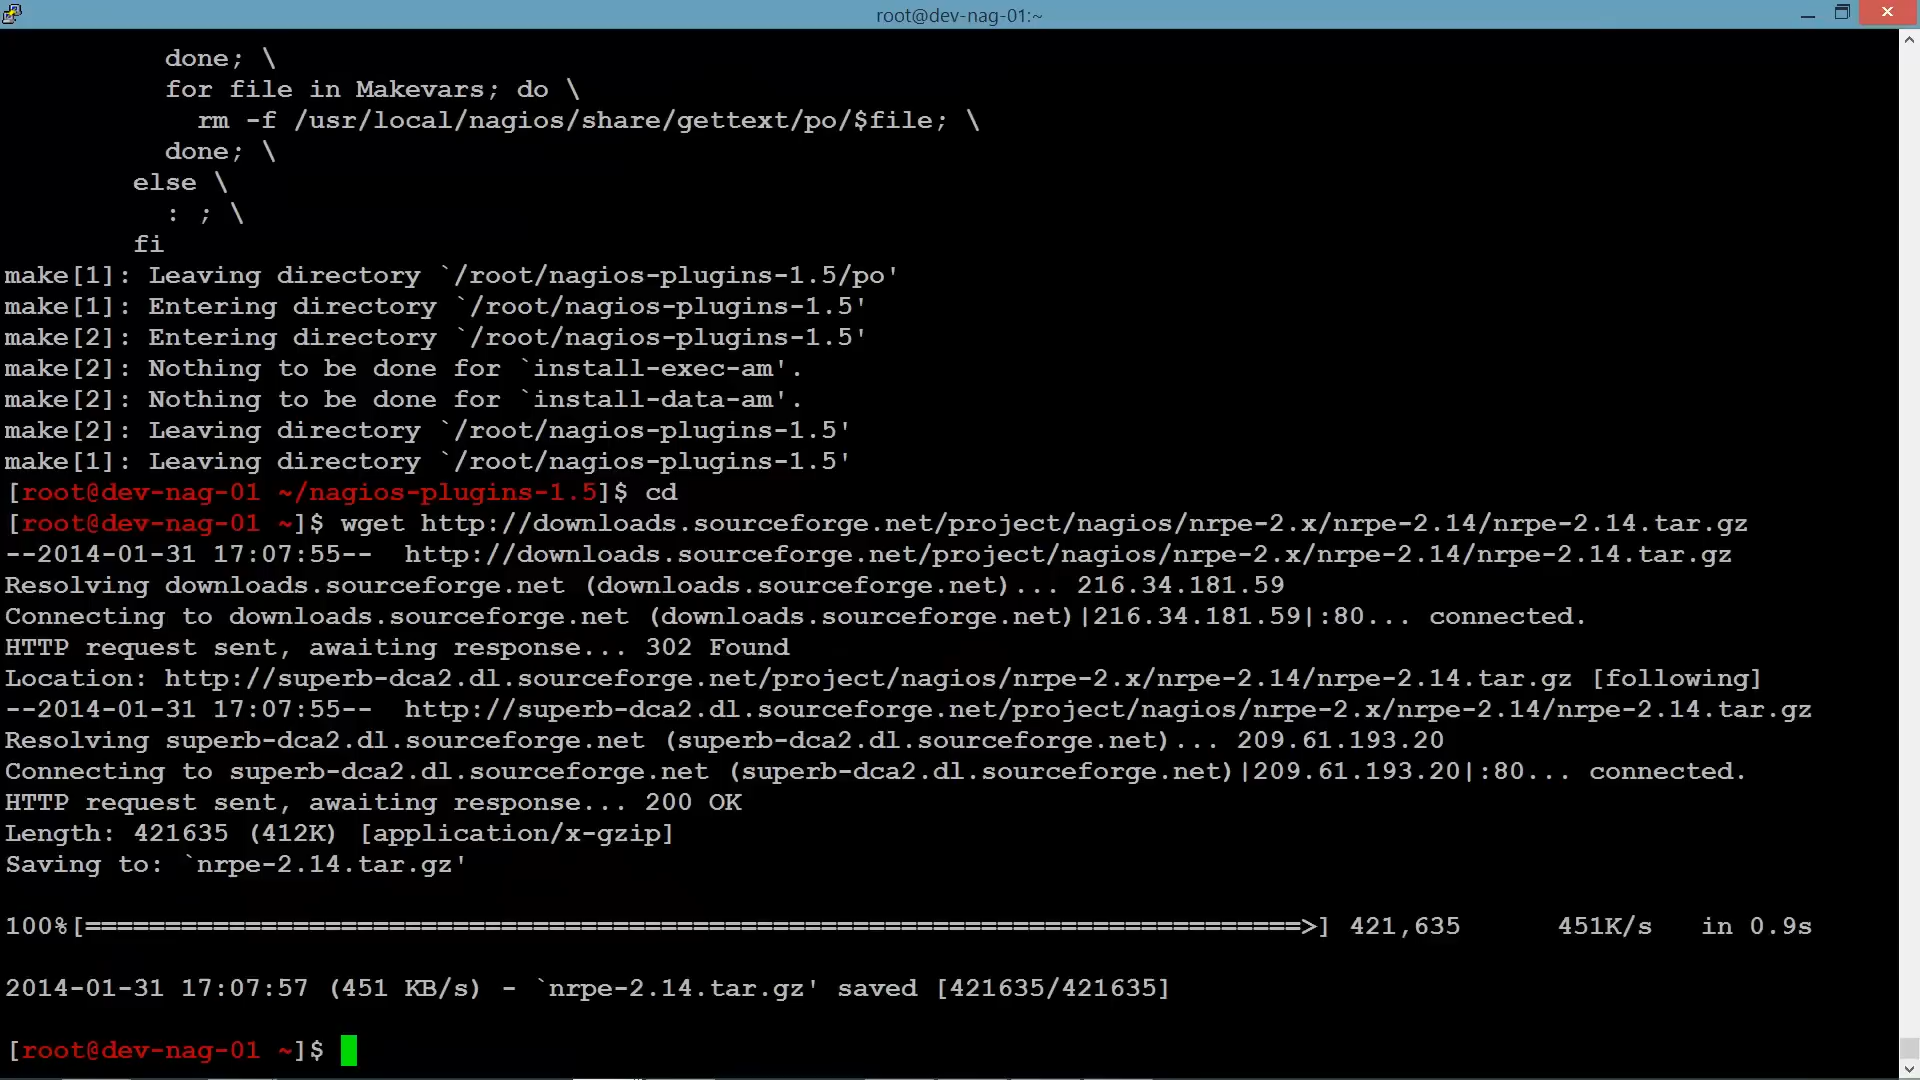 root@dev-nag-01:~
done; \
for file in Makevars; do \
rm -f /usr/local/nagios/share/gettext/po/$file; \
done; \
else \
: ; \
fi
make[1]: Leaving directory `/root/nagios-plugins-1.5/po'
make[1]: Entering directory `/root/nagios-plugins-1.5'
make[2]: Entering directory `/root/nagios-plugins-1.5'
make[2]: Nothing to be done for `install-exec-am'.
make[2]: Nothing to be done for `install-data-am'.
make[2]: Leaving directory `/root/nagios-plugins-1.5'
make[1]: Leaving directory `/root/nagios-plugins-1.5'
[root@dev-nag-01 ~/nagios-plugins-1.5]$ cd
[root@dev-nag-01 ~]$ wget http://downloads.sourceforge.net/project/nagios/nrpe-2.x/nrpe-2.14/nrpe-2.14.tar.gz
--2014-01-31 17:07:55--  http://downloads.sourceforge.net/project/nagios/nrpe-2.x/nrpe-2.14/nrpe-2.14.tar.gz
Resolving downloads.sourceforge.net (downloads.sourceforge.net)... 216.34.181.59
Connecting to downloads.sourceforge.net (downloads.sourceforge.net)|216.34.181.59|:80... connected.
HTTP request sent, awaiting response... 302 Found
Location: http://superb-dca2.dl.sourceforge.net/project/nagios/nrpe-2.x/nrpe-2.14/nrpe-2.14.tar.gz [following]
--2014-01-31 17:07:55--  http://superb-dca2.dl.sourceforge.net/project/nagios/nrpe-2.x/nrpe-2.14/nrpe-2.14.tar.gz
Resolving superb-dca2.dl.sourceforge.net (superb-dca2.dl.sourceforge.net)... 209.61.193.20
Connecting to superb-dca2.dl.sourceforge.net (superb-dca2.dl.sourceforge.net)|209.61.193.20|:80... connected.
HTTP request sent, awaiting response... 200 OK
Length: 421635 (412K) [application/x-gzip]
Saving to: `nrpe-2.14.tar.gz'
100%[============================================================================>] 421,635      451K/s   in 0.9s
2014-01-31 17:07:57 (451 KB/s) - `nrpe-2.14.tar.gz' saved [421635/421635]
[root@dev-nag-01 ~]$